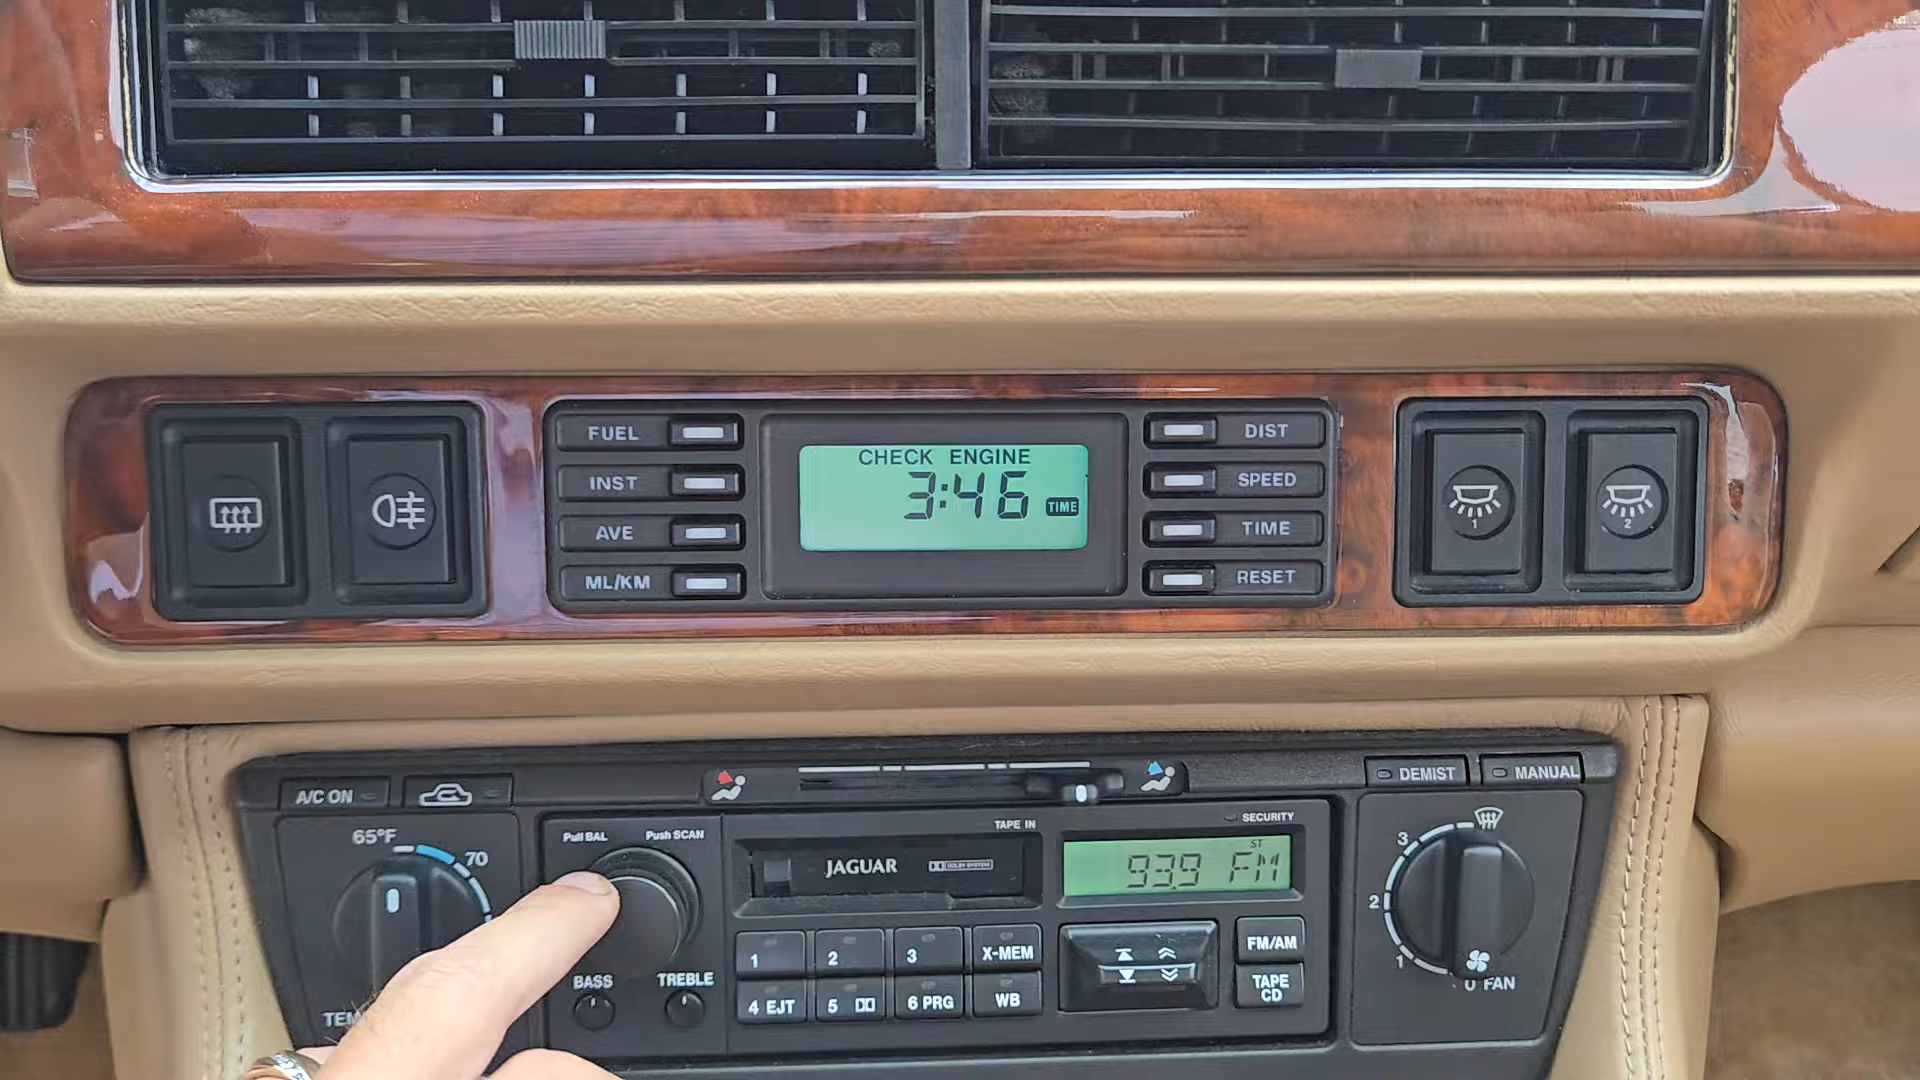 FUEL
INST
AVE
ML/KM
CHECK ENGINE
3:46 TIME
DIST
SPEED
TIME
RESET
1
2
A/C ON
DEMIST
MANUAL
65°F
70
Pull BAL
Push SCAN
TAPE IN
SECURITY
JAGUAR
DOLBY SYSTEM
ST
93.9 FM
1
2
3
X-MEM
4 EJT
5
6 PRG
WB
FM/AM
TAPE
CD
BASS
TREBLE
3
2
1
0 FAN